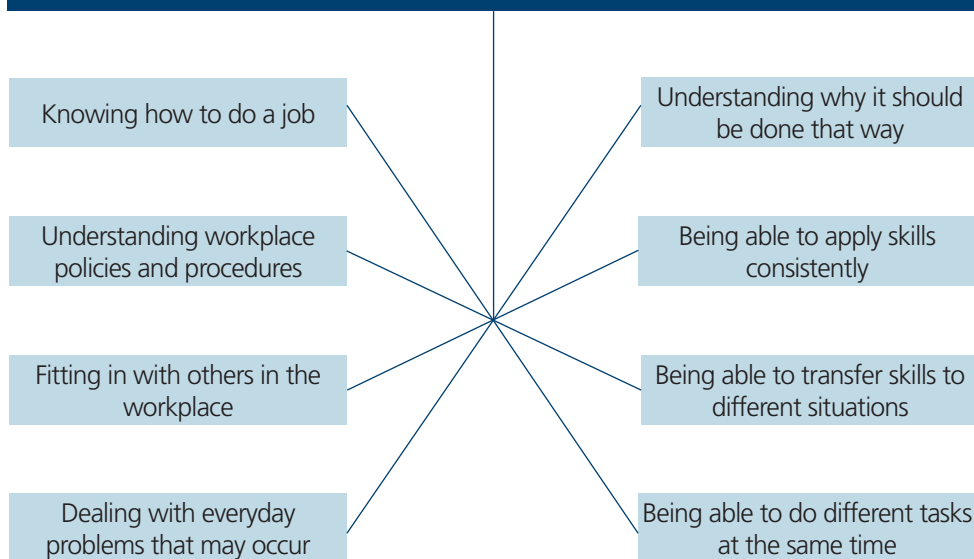 Knowing how to do a job
Understanding why it should
be done that way
Understanding workplace
policies and procedures
Being able to apply skills
consistently
Fitting in with others in the
workplace
Being able to transfer skills to
different situations
Dealing with everyday
problems that may occur
Being able to do different tasks
at the same time